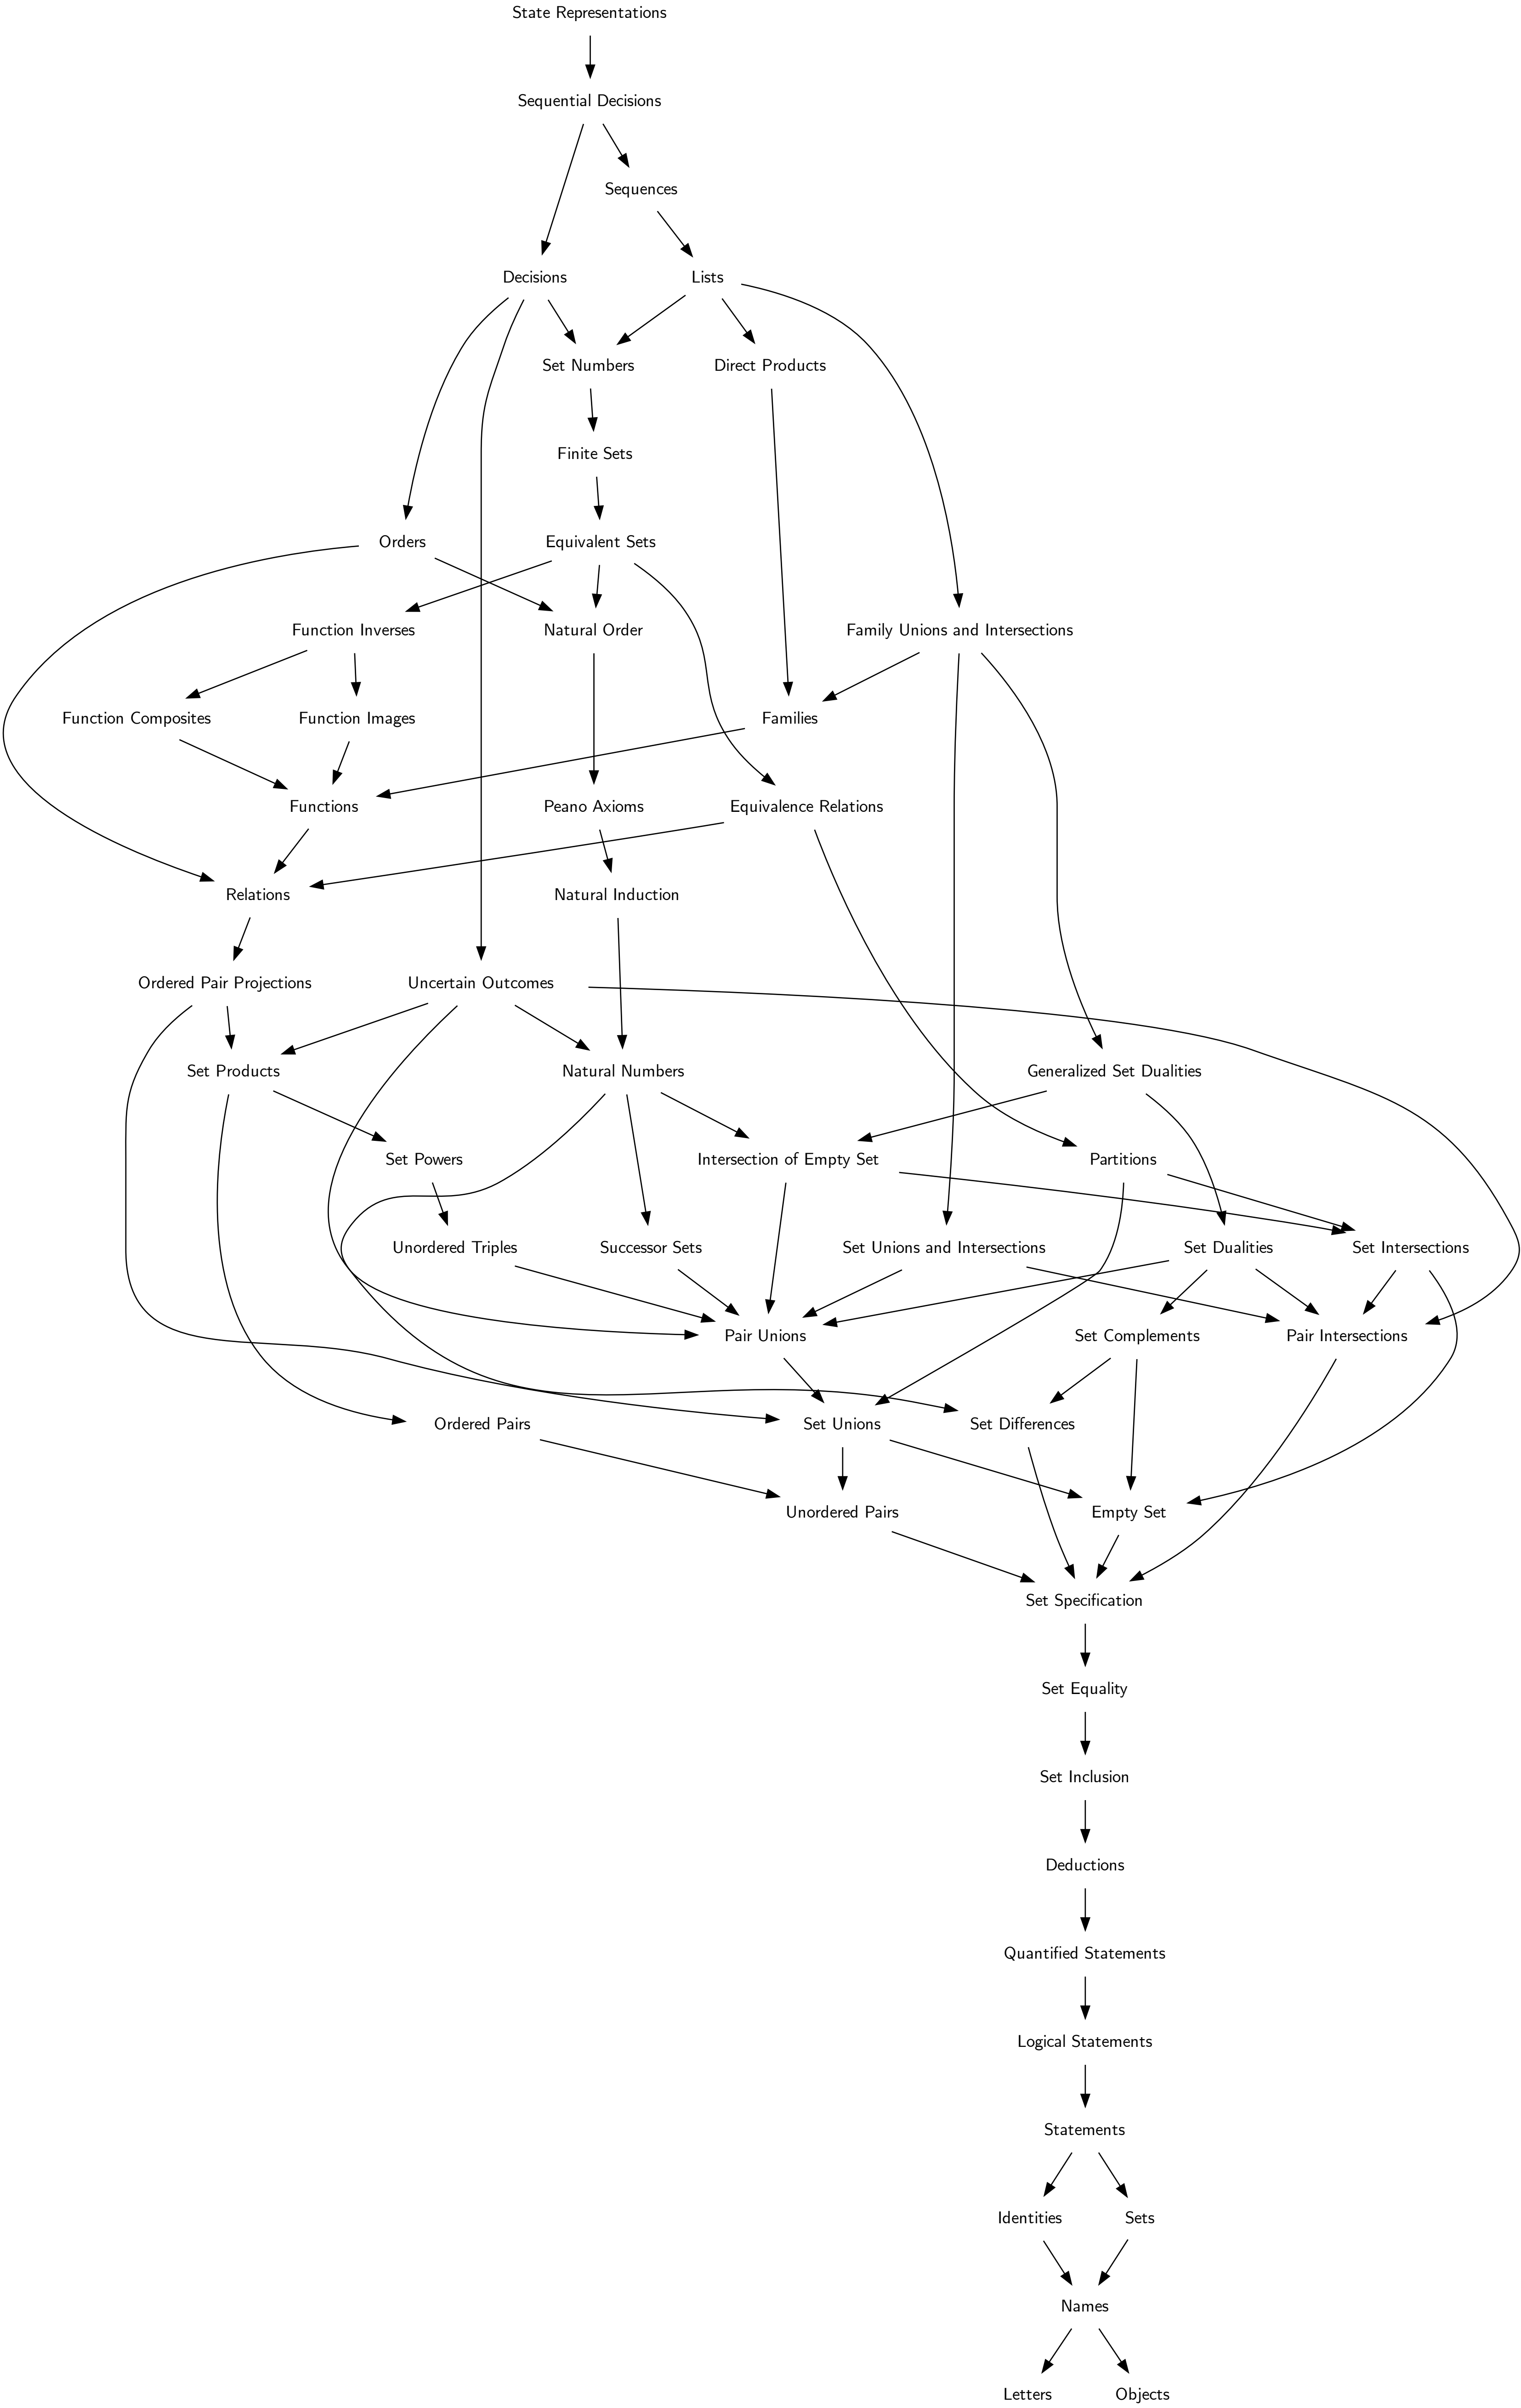 State Representations
Sequential Decisions
Sequences
Decisions
Lists
Set Numbers
Direct Products
Finite Sets
Orders
Equivalent Sets
Function Inverses
Natural Order
Family Unions and Intersections
Function Composites
Function Images
Families
Functions
Peano Axioms
Equivalence Relations
Relations
Natural Induction
Ordered Pair Projections
Uncertain Outcomes
Set Products
Natural Numbers
Generalized Set Dualities
Set Powers
Intersection of Empty Set
Partitions
Unordered Triples
Successor Sets
Set Unions and Intersections
Set Dualities
Set Intersections
Pair Unions
Set Complements
Pair Intersections
Ordered Pairs
Set Unions
Set Differences
Unordered Pairs
Empty Set
Set Specification
Set Equality
Set Inclusion
Deductions
Quantified Statements
Logical Statements
Statements
Identities
Sets
Names
Letters
Objects